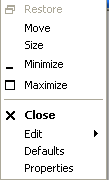 Restore
Move
Size
Minimize
Maximize
Close
Edit
Defaults
Properties